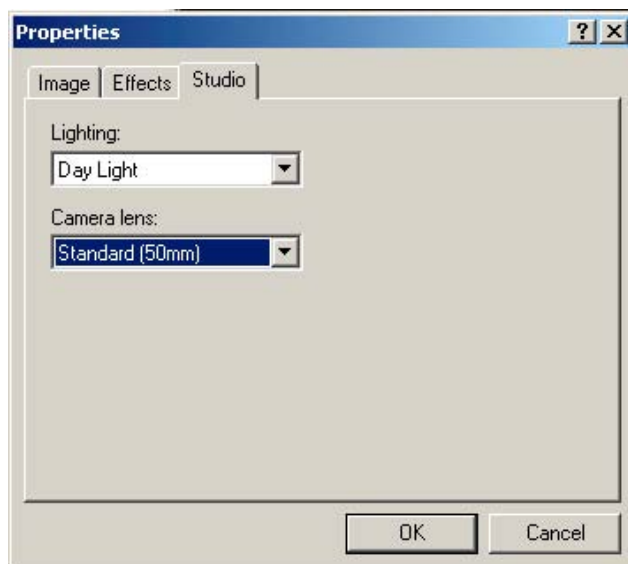 Properties
Image Effects Studio
Lighting:
Day Light
Camera lens:
Standard (50mm)
OK Cancel